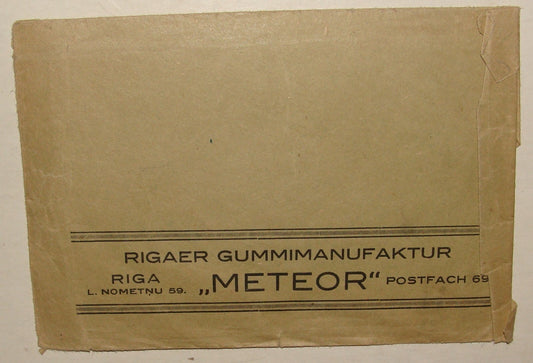 RIGAER GUMMIMANUFAKTUR
RIGA „METEOR“ POSTFACH 69
L. NOMETŅU 59.